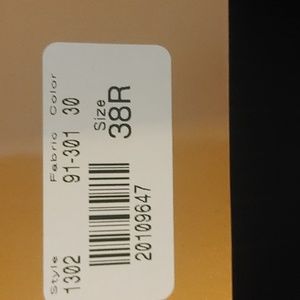 Style Fabric Color
1302 91-301 30
Size
38R
20109647